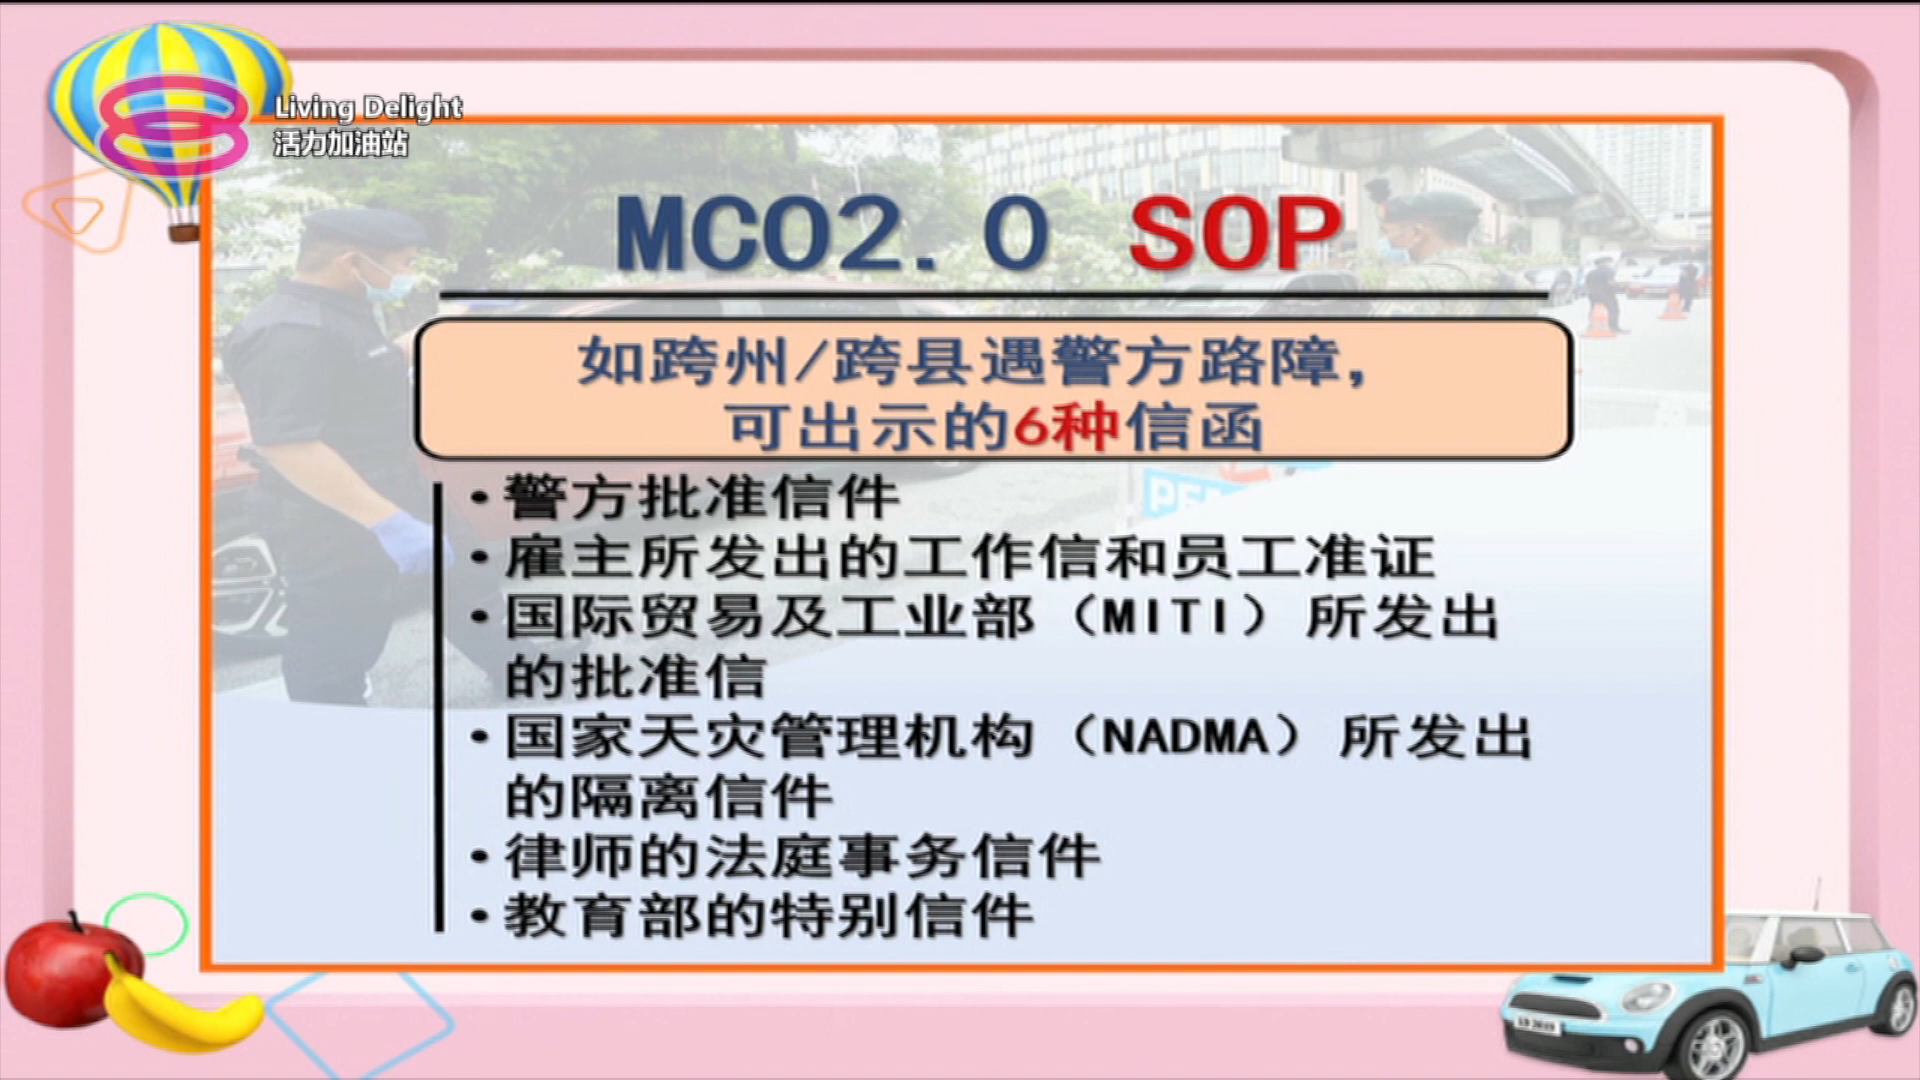 Living Delight
活力加油站
MCO2.0 SOP
如跨州/跨县遇警方路障，
可出示的6种信函
·警方批准信件
·雇主所发出的工作信和员工准证
·国际贸易及工业部（MITI）所发出
的批准信
·国家天灾管理机构（NADMA）所发出
的隔离信件
·律师的法庭事务信件
·教育部的特别信件